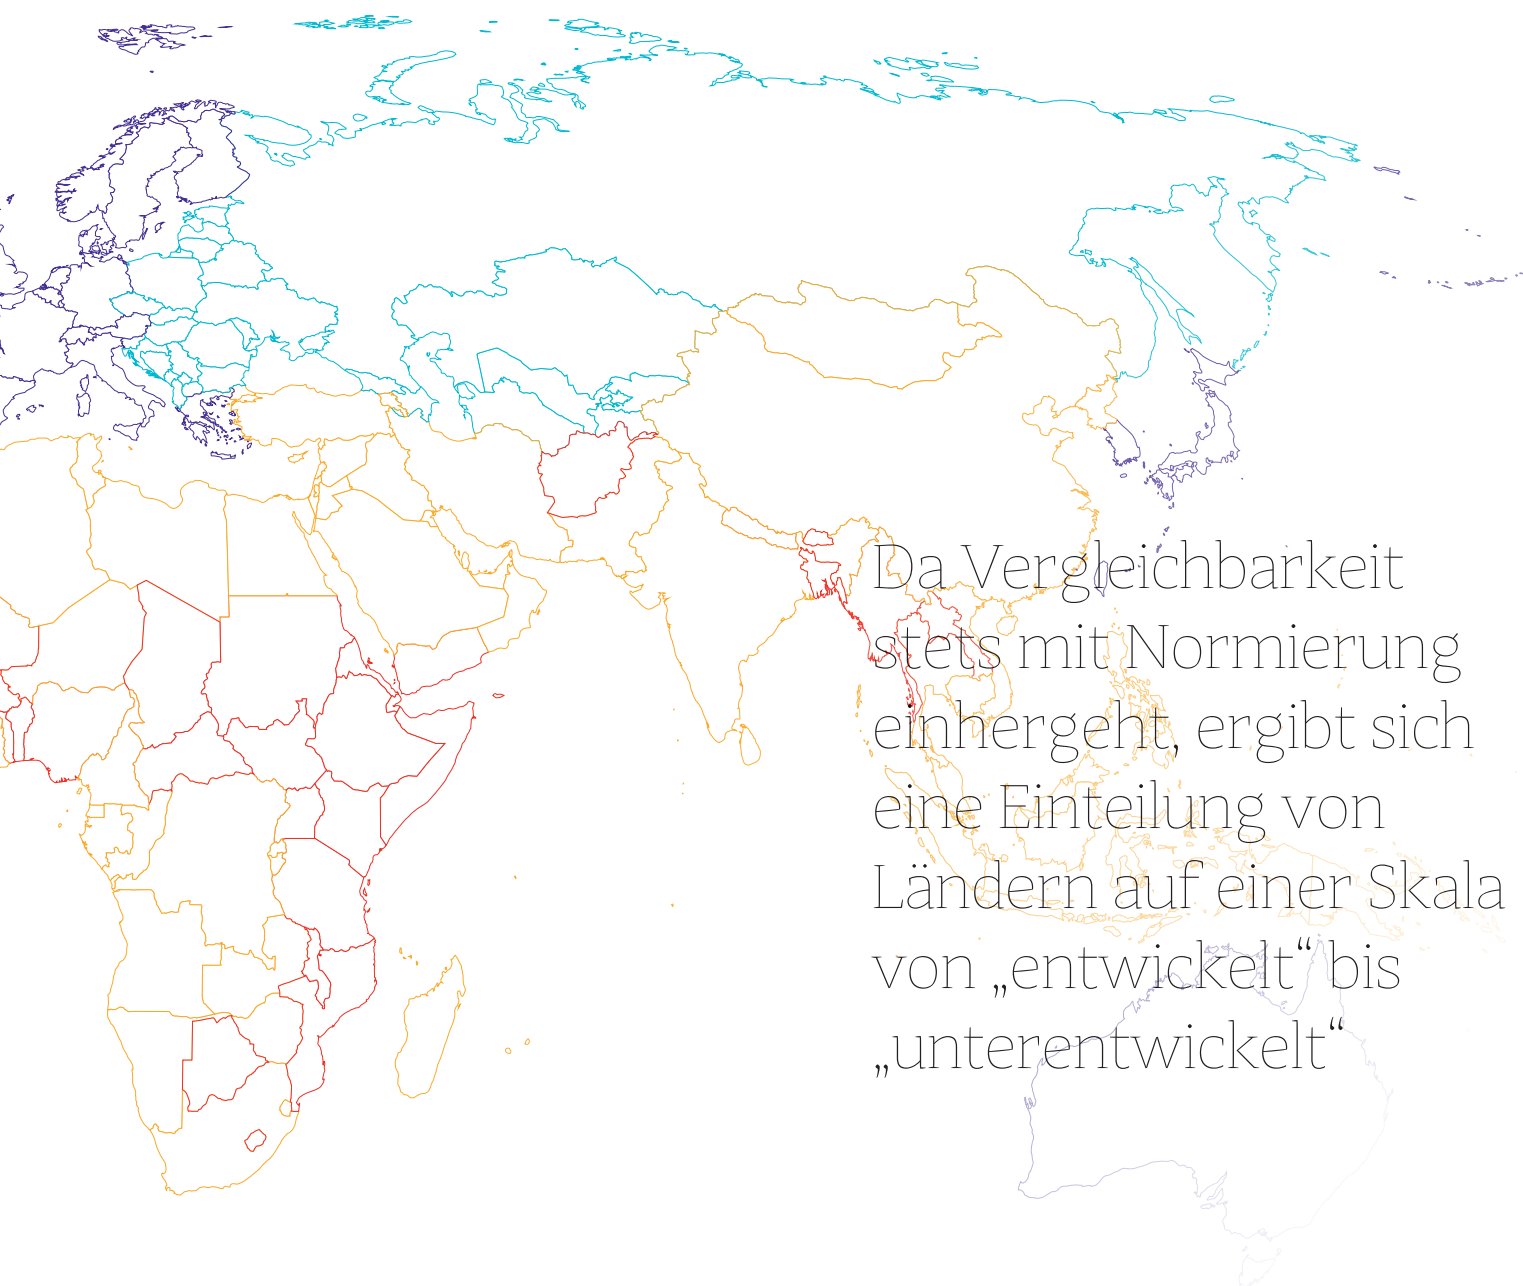 Da Vergleichbarkeit
stets mit Normierung
einhergeht, ergibt sich
eine Einteilung von
Ländern auf einer Skala
von „entwickelt“ bis
„unterentwickelt“